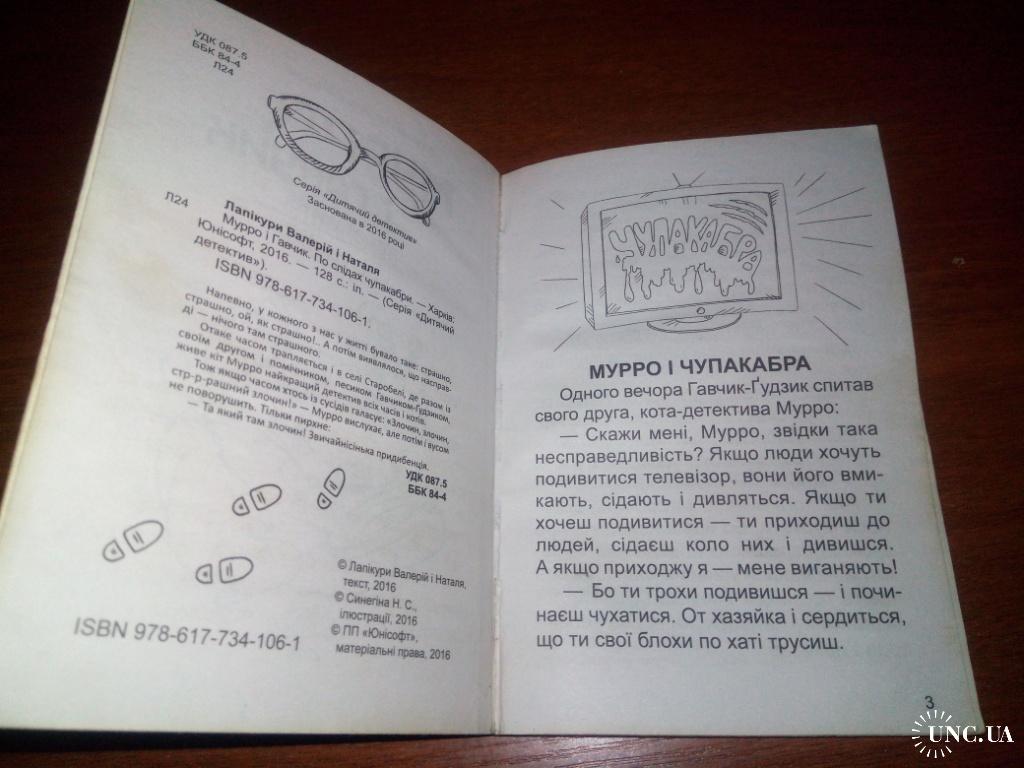 УДК 087.5
ББК 84-4
Л24
Серія «Дитячий детектив»
Заснована в 2016 році
Лапікури Валерій і Наталя
Л24 Мурро і Гавчик. По слідах чупакабри. — Харків:
Юнісофт, 2016. — 128 с.: іл. — (Серія «Дитячий
детектив»).
ISBN 978-617-734-106-1.
Напевно, у кожного з нас у житті бувало таке: страшно,
страшно, ой, як страшно!.. А потім виявлялося, що насправ-
ді — нічого там страшного.
Отаке часом трапляється і в селі Старобелі, де разом із
своїм другом і помічником, песиком Гавчиком-Ґудзиком,
живе кіт Мурро найкращий детектив всіх часів і котів.
Тож якщо часом хтось із сусідів галасує: «Злочин, злочин,
стр-р-рашний злочин!» — Мурро вислухає, але потім і вусом
не поворушить. Тільки пирхне:
— Та який там злочин! Звичайнісінька придибенція.
УДК 087.5
ББК 84-4
© Лапікури Валерій і Наталя,
текст, 2016
© Синегіна Н. С.,
ілюстрації, 2016
© ПП «Юнісофт»,
матеріальні права, 2016
ISBN 978-617-734-106-1
ЧУПАКАБРА
МУРРО І ЧУПАКАБРА
Одного вечора Гавчик-Ґудзик спитав
свого друга, кота-детектива Мурро:
— Скажи мені, Мурро, звідки така
несправедливість? Якщо люди хочуть
подивитися телевізор, вони його вми-
кають, сідають і дивляться. Якщо ти
хочеш подивитися — ти приходиш до
людей, сідаєш коло них і дивишся.
А якщо приходжу я — мене виганяють!
— Бо ти трохи подивишся — і почи-
наєш чухатися. От хазяйка і сердиться,
що ти свої блохи по хаті трусиш.
3
UNC.UA